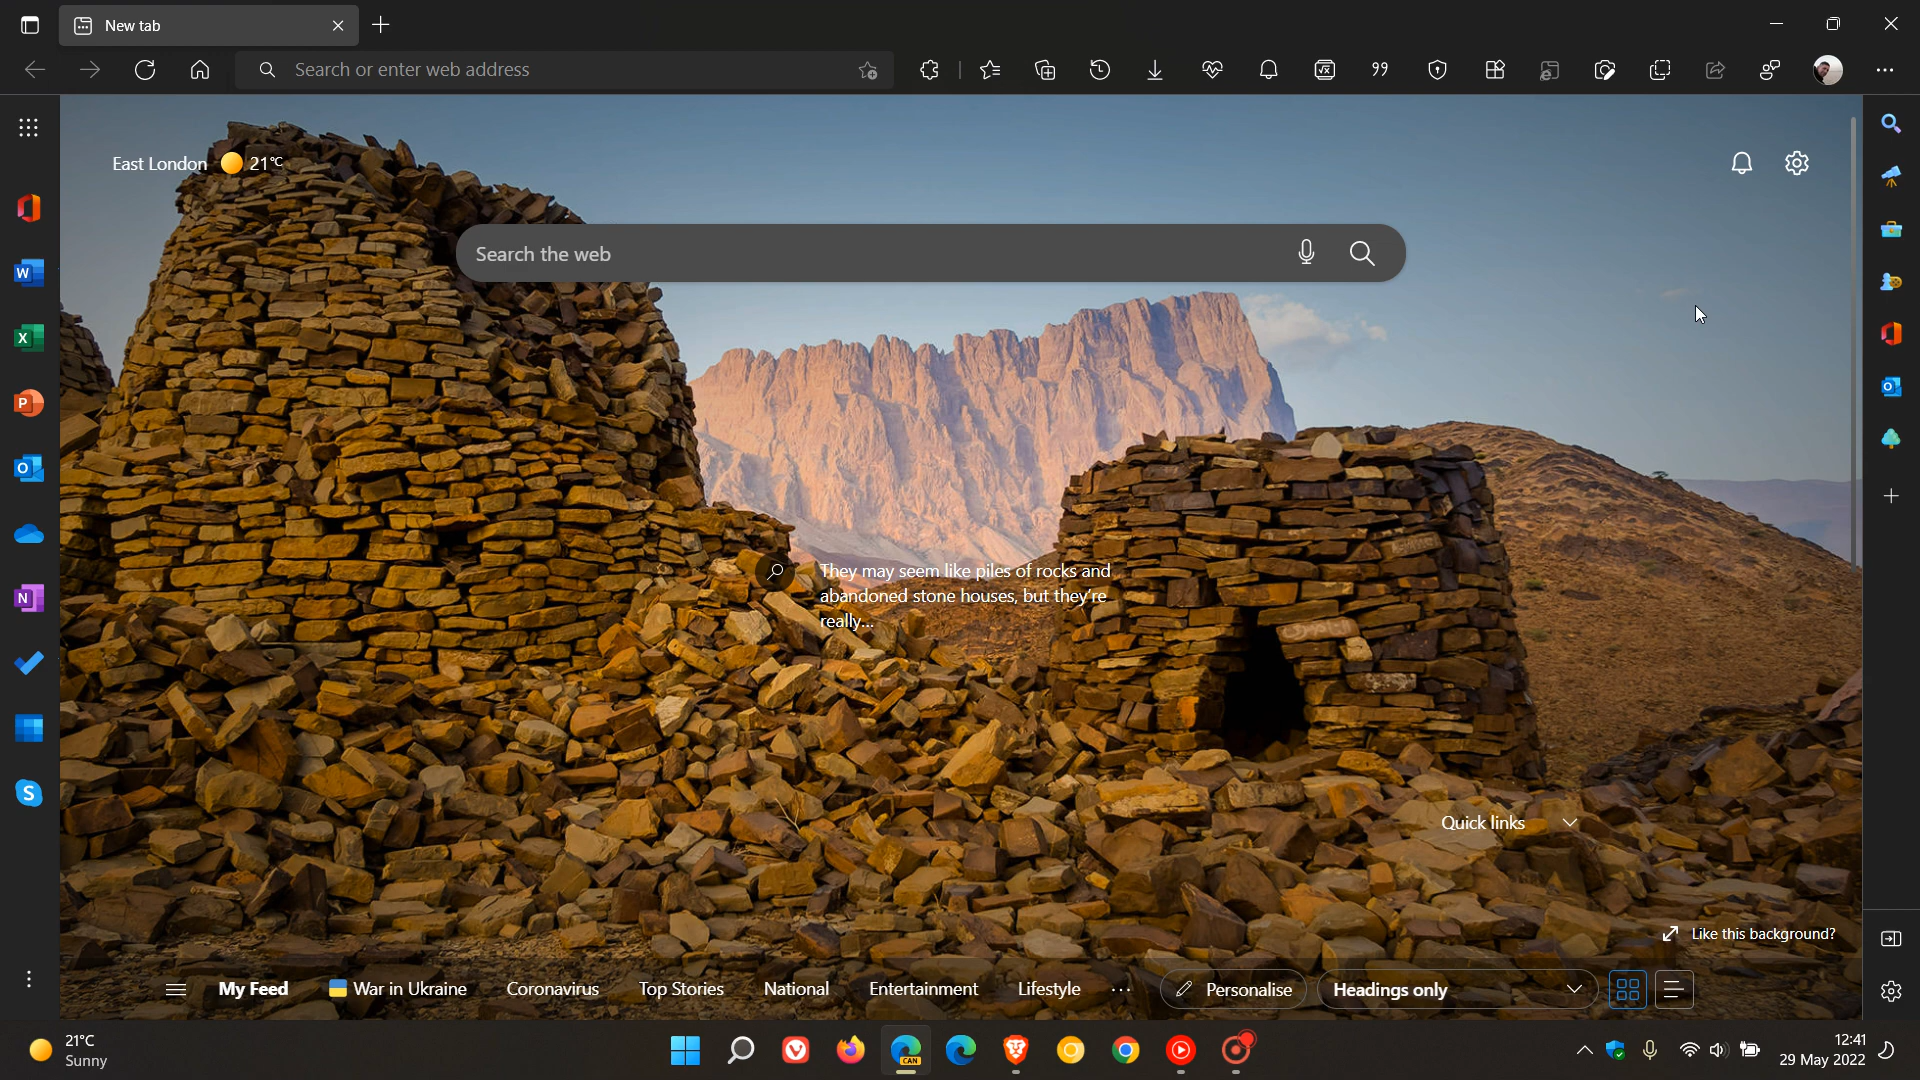 New tab
Search or enter web address
East London 21°C
Search the web
They may seem like piles of rocks and
abandoned stone houses, but they're
really...
Quick links
Like this background?
My Feed
War in Ukraine
Coronavirus
Top Stories
National
Entertainment
Lifestyle
...
Personalise
Headings only
21°C
Sunny
CAN
12:41
29 May 2022